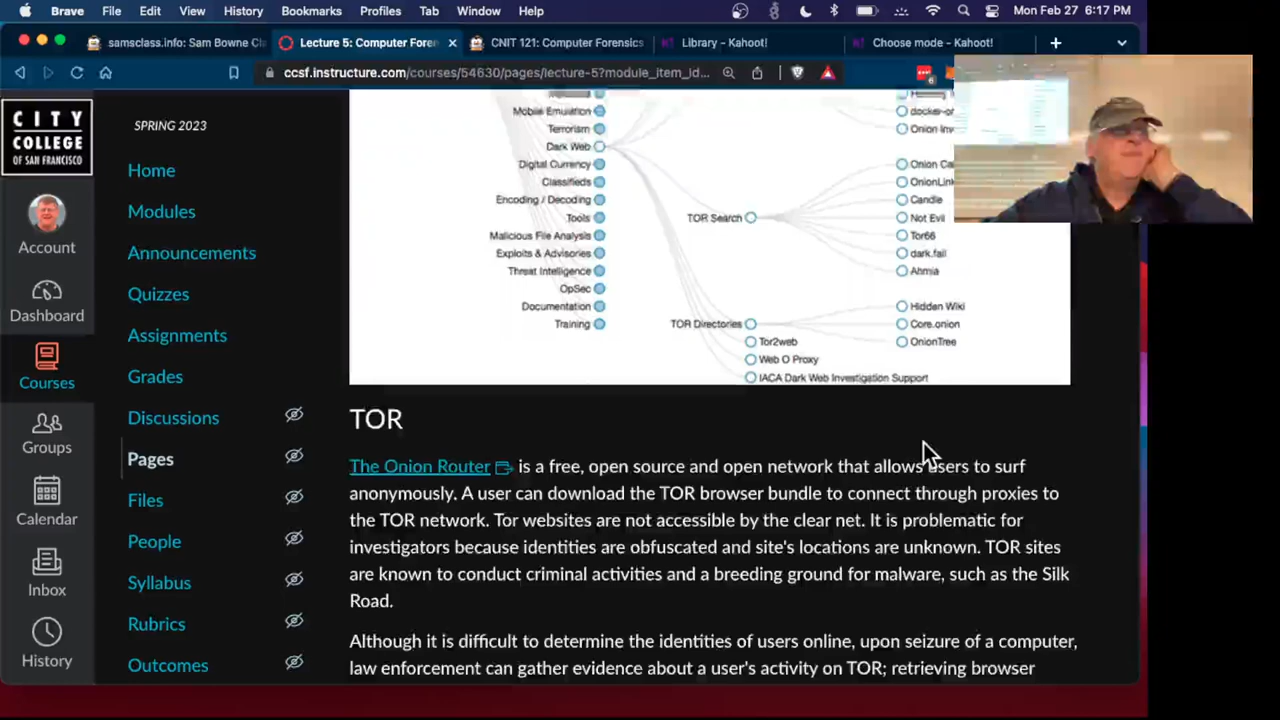 Brave File Edit View History Bookmarks Profiles Tab Window Help Mon Feb 27 6:17 PM
samsclass.info: Sam Bowne Cl
Lecture 5: Computer Foren
CNIT 121: Computer Forensics
Library – Kahoot!
Choose mode – Kahoot!
ccsf.instructure.com/courses/54630/pages/lecture-5?module_item_id...
6
CITY
COLLEGE
OF SAN FRANCISCO
Account
Dashboard
Courses
Groups
Calendar
Inbox
History
SPRING 2023
Home
Modules
Announcements
Quizzes
Assignments
Grades
Discussions
Pages
Files
People
Syllabus
Rubrics
Outcomes
Mobile Emulation
Terrorism
Dark Web
Digital Currency
Classifieds
Encoding / Decoding
Tools
Malicious File Analysis
Exploits & Advisories
Threat Intelligence
OpSec
Documentation
Training
TOR Search
TOR Directories
Tor2web
Web O Proxy
IACA Dark Web Investigation Support
docker-o
Onion Inv
Onion Ca
OnionLink
Candle
Not Evil
Tor66
dark.fail
Ahmia
Hidden Wiki
Core.onion
OnionTree
TOR
The Onion Router is a free, open source and open network that allows users to surf
anonymously. A user can download the TOR browser bundle to connect through proxies to
the TOR network. Tor websites are not accessible by the clear net. It is problematic for
investigators because identities are obfuscated and site's locations are unknown. TOR sites
are known to conduct criminal activities and a breeding ground for malware, such as the Silk
Road.
Although it is difficult to determine the identities of users online, upon seizure of a computer,
law enforcement can gather evidence about a user's activity on TOR; retrieving browser